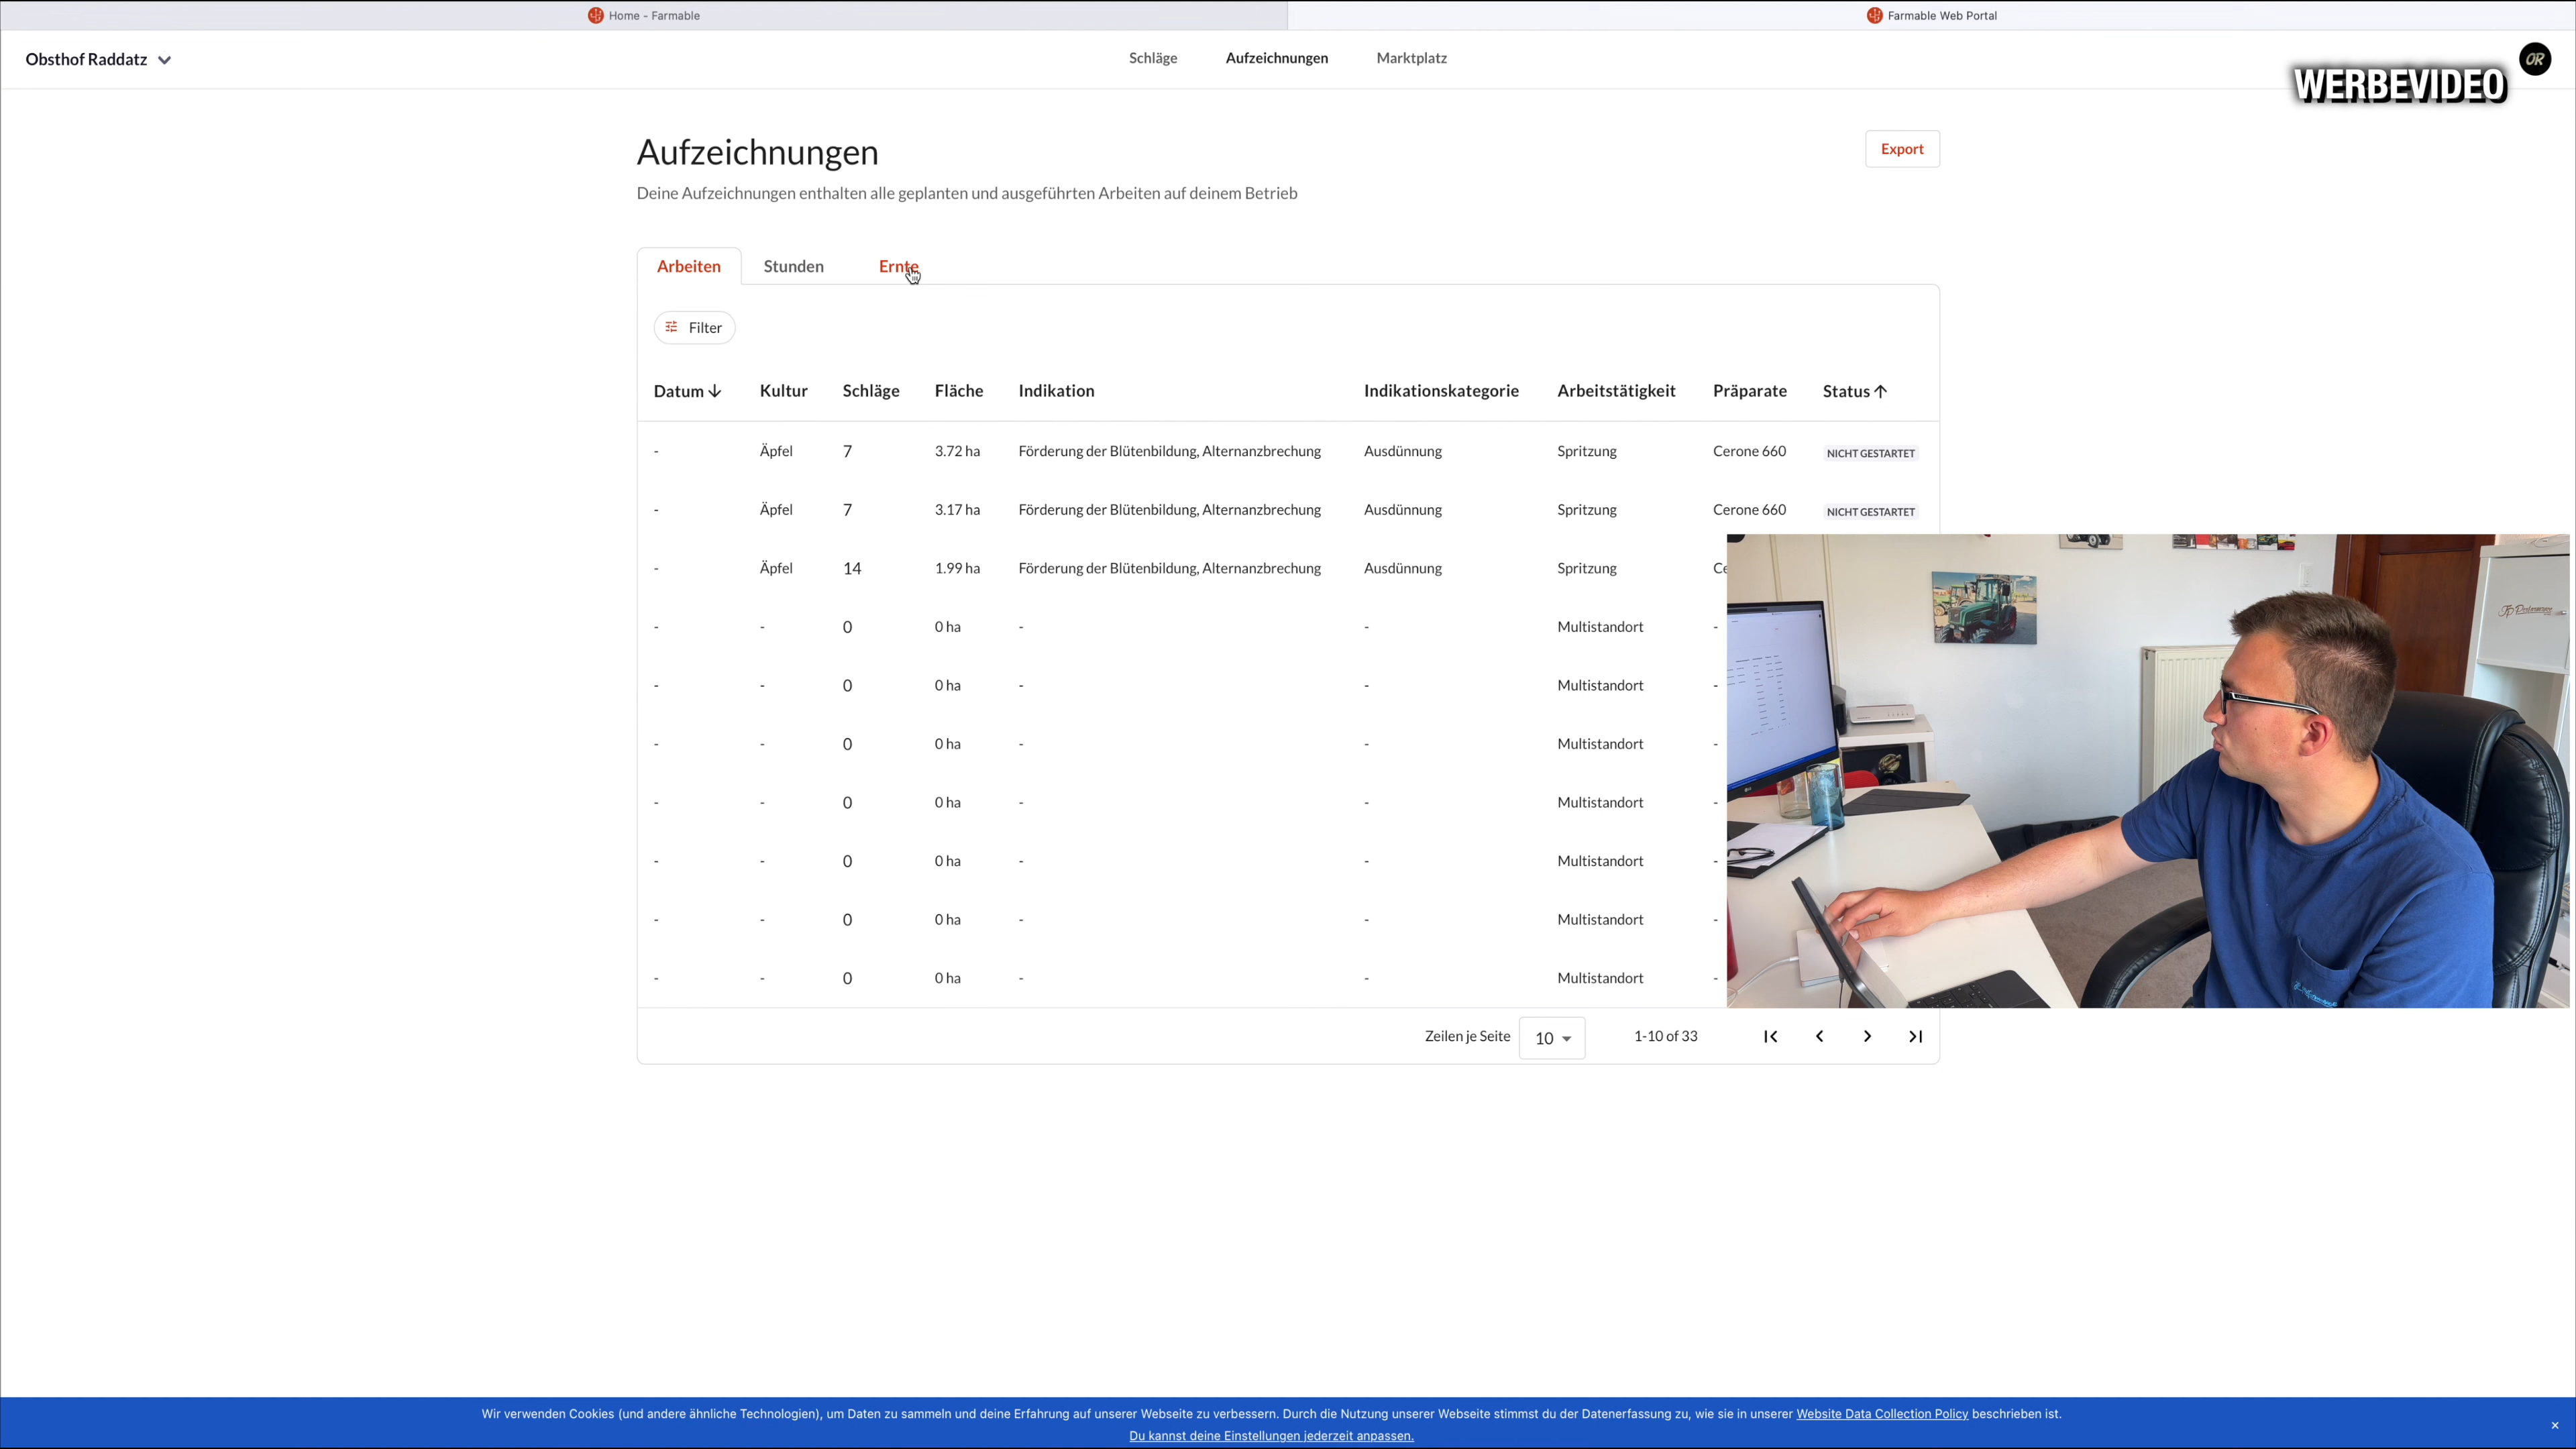 Home - Farmable
Farmable Web Portal
Obsthof Raddatz
Schläge Aufzeichnungen Marktplatz
OR
WERBEVIDEO
Aufzeichnungen
Export
Deine Aufzeichnungen enthalten alle geplanten und ausgeführten Arbeiten auf deinem Betrieb
Arbeiten Stunden Ernte
Filter
Datum Kultur Schläge Fläche Indikation Indikationskategorie Arbeitstätigkeit Präparate Status
- Äpfel 7 3.72 ha Förderung der Blütenbildung, Alternanzbrechung Ausdünnung Spritzung Cerone 660 NICHT GESTARTET
- Äpfel 7 3.17 ha Förderung der Blütenbildung, Alternanzbrechung Ausdünnung Spritzung Cerone 660 NICHT GESTARTET
- Äpfel 14 1.99 ha Förderung der Blütenbildung, Alternanzbrechung Ausdünnung Spritzung Ce
- - 0 0 ha - - Multistandort -
- - 0 0 ha - - Multistandort -
- - 0 0 ha - - Multistandort -
- - 0 0 ha - - Multistandort -
- - 0 0 ha - - Multistandort -
- - 0 0 ha - - Multistandort -
- - 0 0 ha - - Multistandort -
Zeilen je Seite 10 1-10 of 33
Wir verwenden Cookies (und andere ähnliche Technologien), um Daten zu sammeln und deine Erfahrung auf unserer Webseite zu verbessern. Durch die Nutzung unserer Webseite stimmst du der Datenerfassung zu, wie sie in unserer Website Data Collection Policy beschrieben ist.
Du kannst deine Einstellungen jederzeit anpassen.